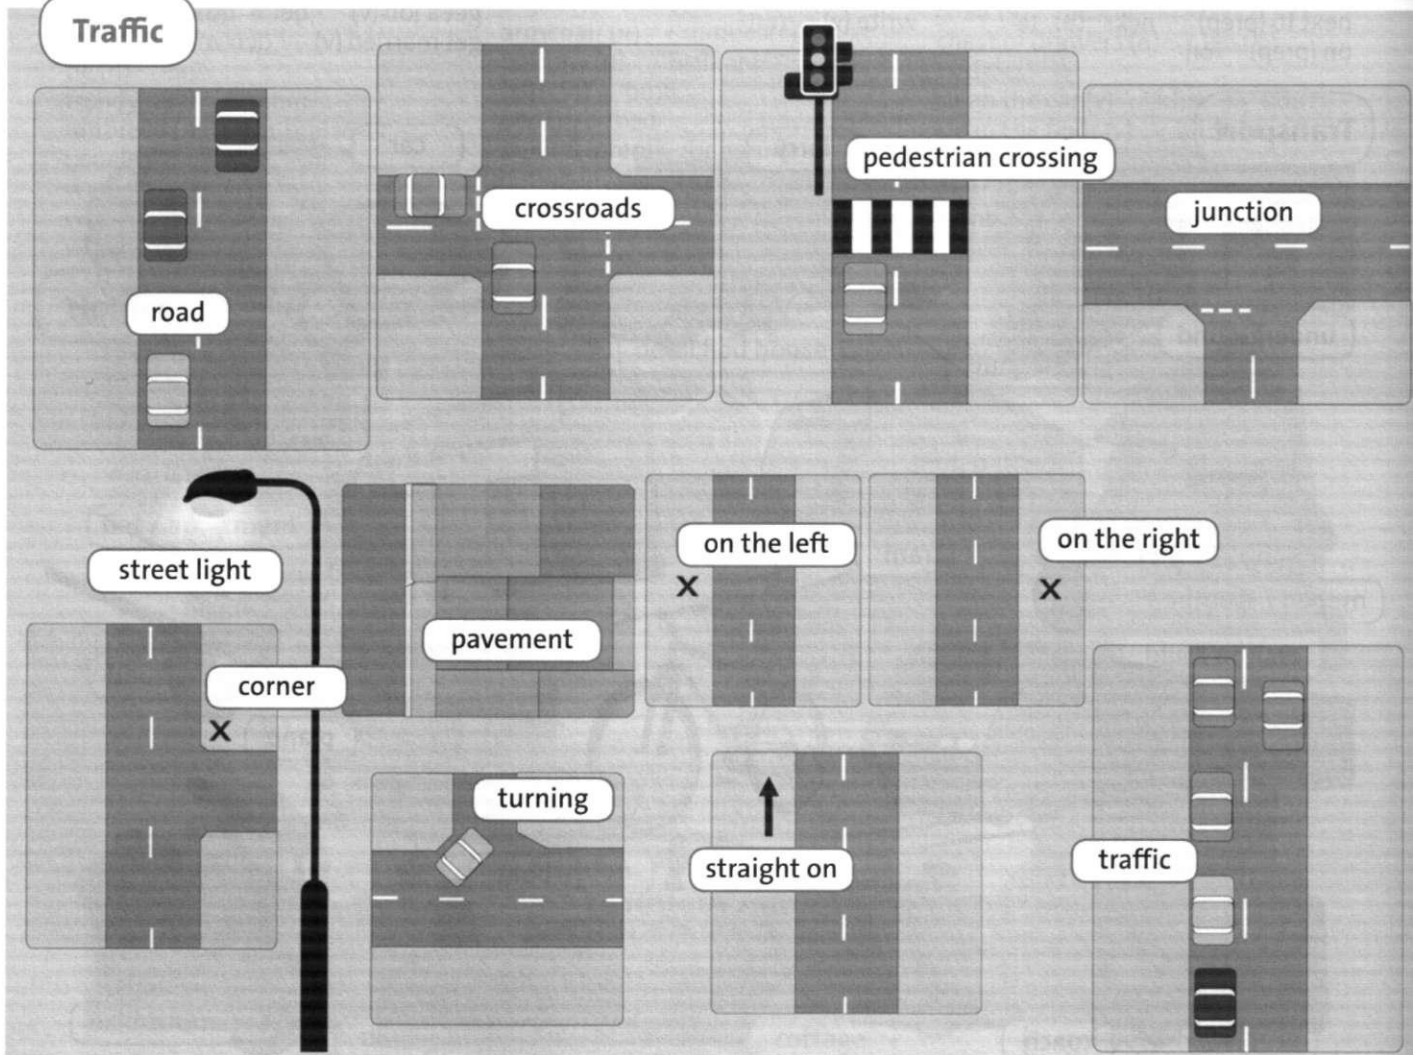 Traffic
road
crossroads
pedestrian crossing
junction
street light
pavement
on the left
on the right
corner
turning
straight on
traffic